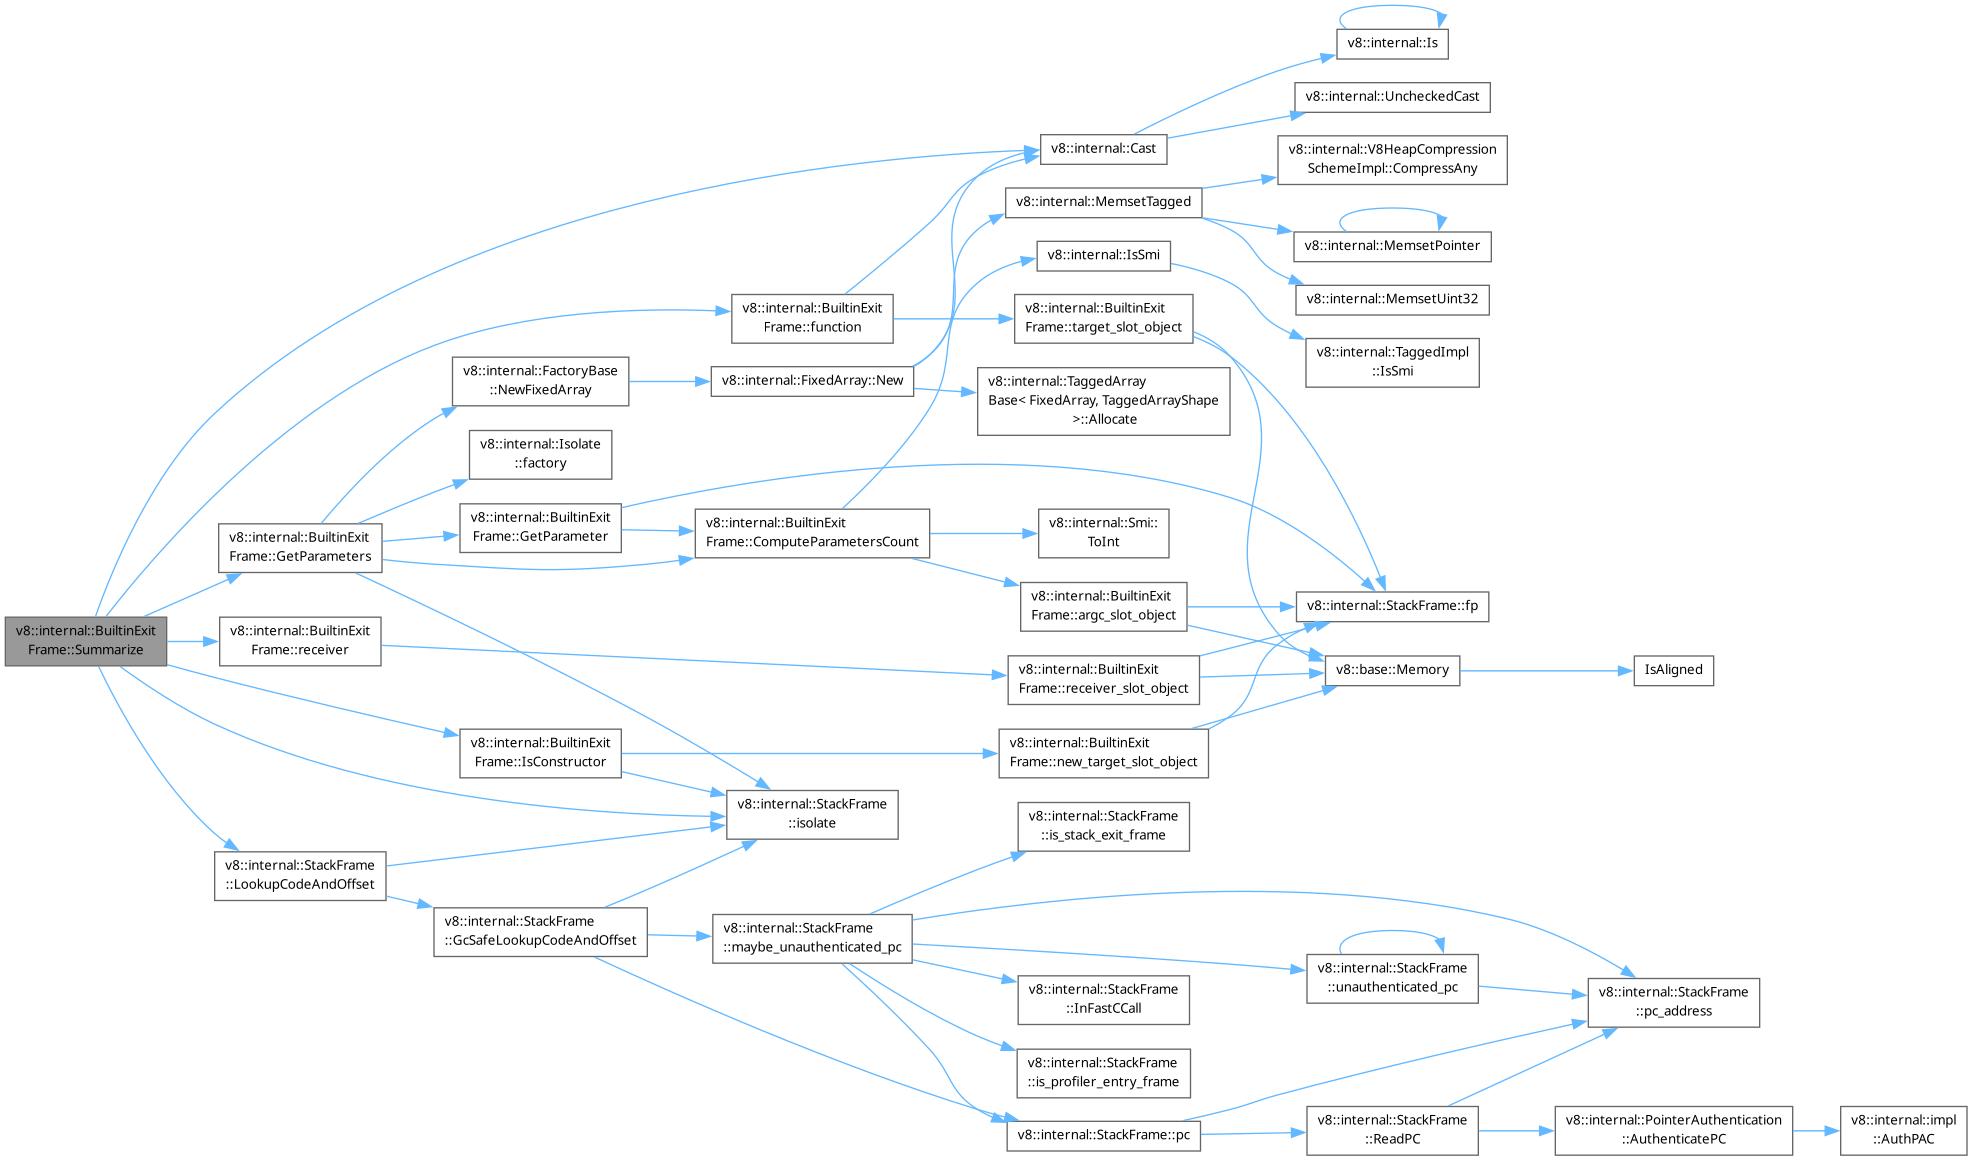 v8::internal::Is
v8::internal::UncheckedCast
v8::internal::Cast
v8::internal::V8HeapCompression
SchemeImpl::CompressAny
v8::internal::MemsetTagged
v8::internal::MemsetPointer
v8::internal::IsSmi
v8::internal::MemsetUint32
v8::internal::BuiltinExit
Frame::function
v8::internal::BuiltinExit
Frame::target_slot_object
v8::internal::TaggedImpl
::IsSmi
v8::internal::FactoryBase
::NewFixedArray
v8::internal::FixedArray::New
v8::internal::TaggedArray
Base< FixedArray, TaggedArrayShape
>::Allocate
v8::internal::Isolate
::factory
v8::internal::BuiltinExit
Frame::GetParameters
v8::internal::BuiltinExit
Frame::GetParameter
v8::internal::BuiltinExit
Frame::ComputeParametersCount
v8::internal::Smi::
ToInt
v8::internal::BuiltinExit
Frame::argc_slot_object
v8::internal::StackFrame::fp
v8::internal::BuiltinExit
Frame::Summarize
v8::internal::BuiltinExit
Frame::receiver
v8::internal::BuiltinExit
Frame::receiver_slot_object
v8::base::Memory
IsAligned
v8::internal::BuiltinExit
Frame::IsConstructor
v8::internal::BuiltinExit
Frame::new_target_slot_object
v8::internal::StackFrame
::isolate
v8::internal::StackFrame
::is_stack_exit_frame
v8::internal::StackFrame
::LookupCodeAndOffset
v8::internal::StackFrame
::GcSafeLookupCodeAndOffset
v8::internal::StackFrame
::maybe_unauthenticated_pc
v8::internal::StackFrame
::unauthenticated_pc
v8::internal::StackFrame
::InFastCCall
v8::internal::StackFrame
::pc_address
v8::internal::StackFrame
::is_profiler_entry_frame
v8::internal::StackFrame::pc
v8::internal::StackFrame
::ReadPC
v8::internal::PointerAuthentication
::AuthenticatePC
v8::internal::impl
::AuthPAC